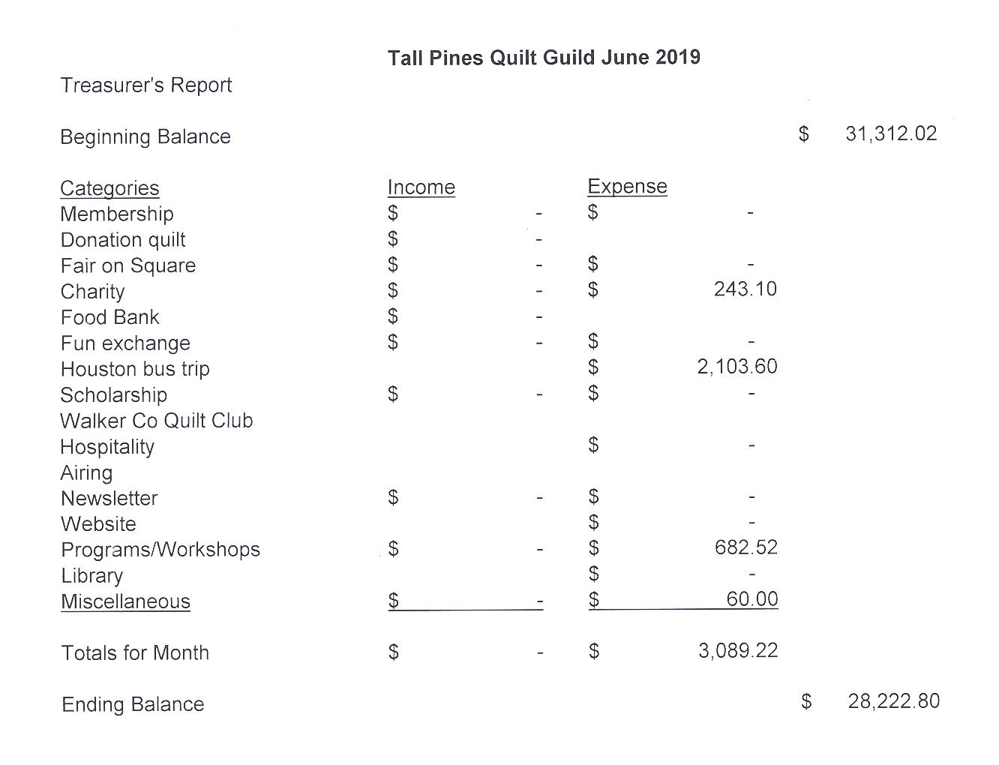 Tall Pines Quilt Guild June 2019
Treasurer's Report
Beginning Balance $ 31,312.02
Categories Income Expense
Membership $ - $ -
Donation quilt $ -
Fair on Square $ - $ -
Charity $ - $ 243.10
Food Bank $ -
Fun exchange $ - $ -
Houston bus trip $ 2,103.60
Scholarship $ - $ -
Walker Co Quilt Club
Hospitality $ -
Airing
Newsletter $ - $ -
Website $ -
Programs/Workshops $ - $ 682.52
Library $ -
Miscellaneous $ - $ 60.00
Totals for Month $ - $ 3,089.22
Ending Balance $ 28,222.80